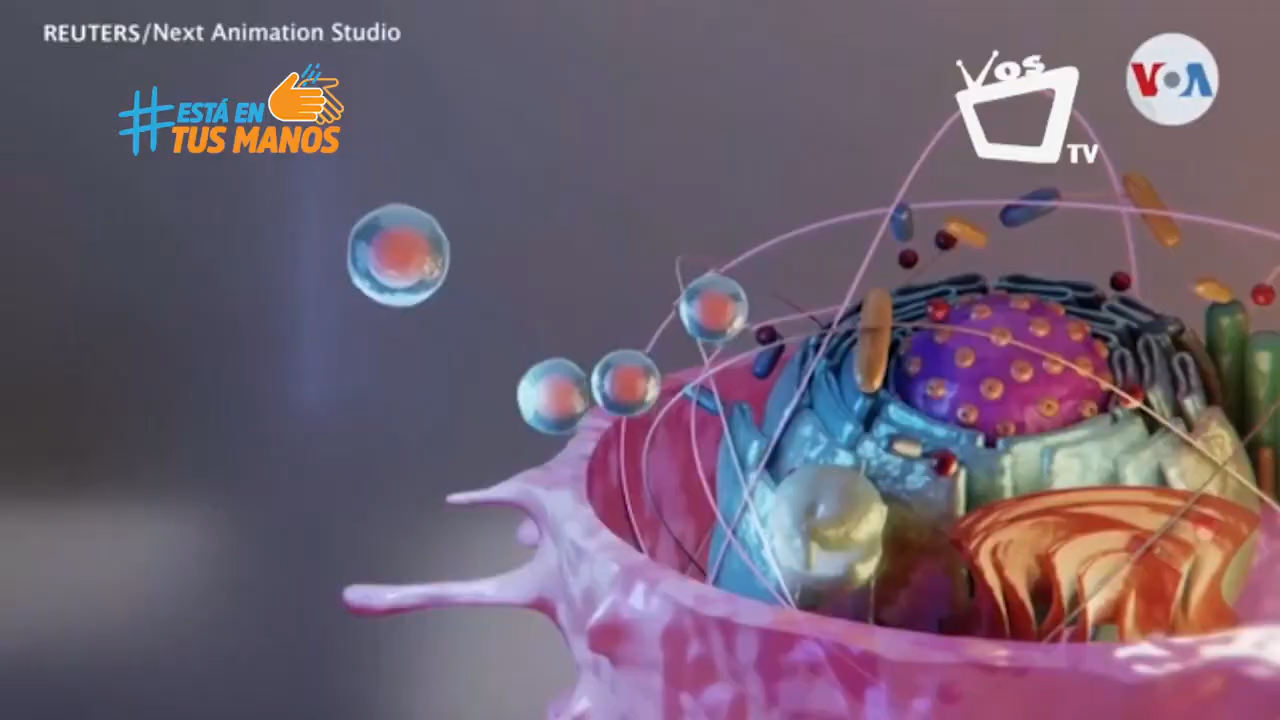 REUTERS/Next Animation Studio
#ESTÁ EN
TUS MANOS
VOS
TV
VOA